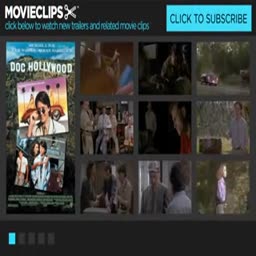 MOVIECLIPS
click below to watch new trailers and related movie clips
CLICK TO SUBSCRIBE
DOC HOLLYWOOD